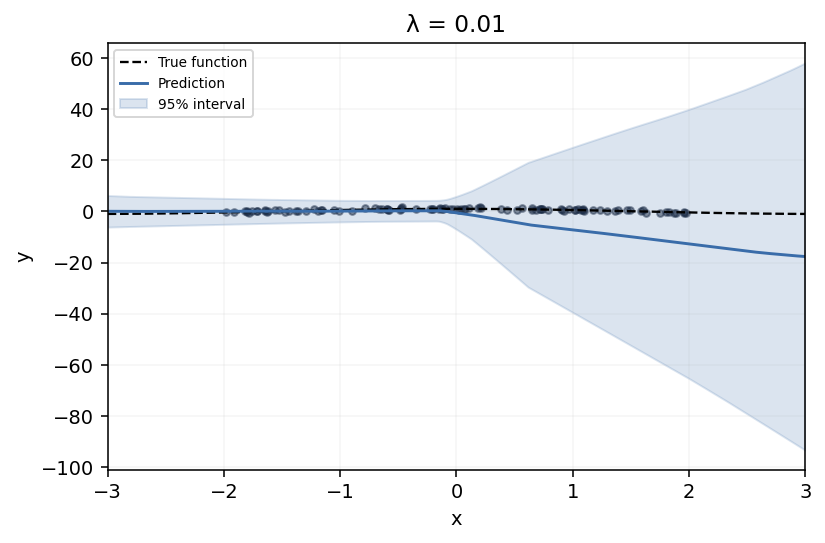 λ = 0.01
True function
Prediction
95% interval
60
40
20
0
−20
−40
−60
−80
−100
y
−3 −2 −1 0 1 2 3
x